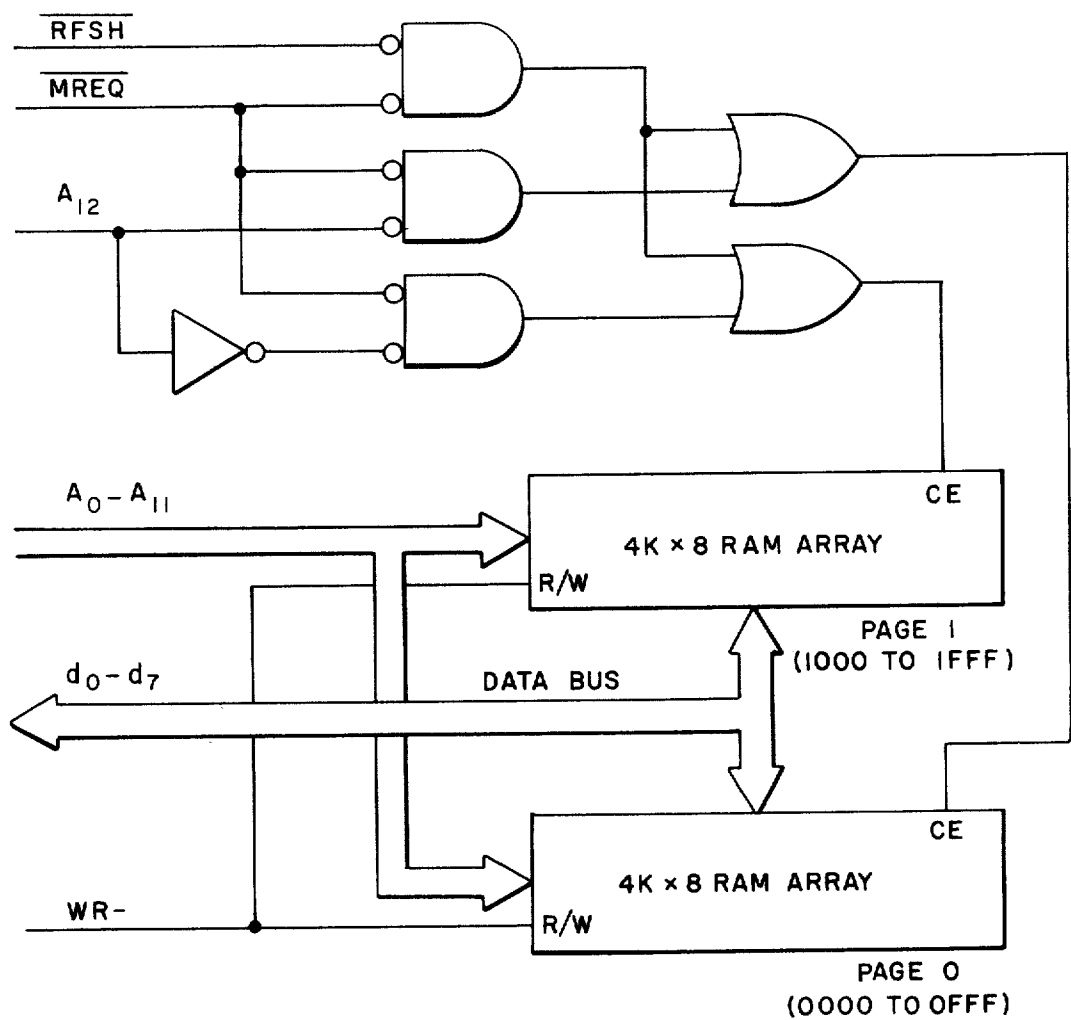 RFSH
MREQ
A12
A0-A11
CE
4K × 8 RAM ARRAY
R/W
PAGE 1
(1000 TO 1FFF)
d0-d7
DATA BUS
CE
4K × 8 RAM ARRAY
WR-
R/W
PAGE 0
(0000 TO 0FFF)